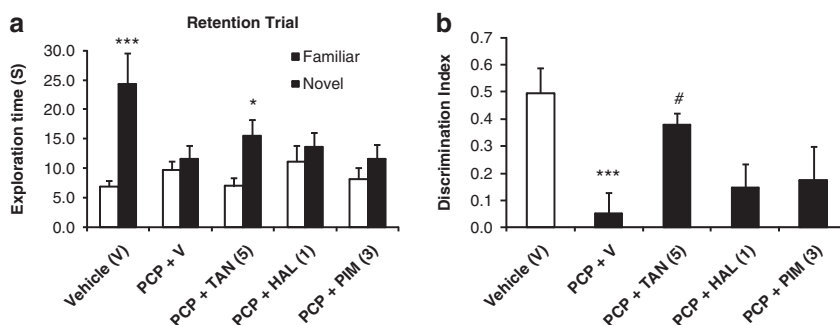 a
Retention Trial
Exploration time (S)
30.0
25.0
20.0
15.0
10.0
5.0
0.0
***
*
Familiar
Novel
Vehicle (V)
PCP + V
PCP + TAN (5)
PCP + HAL (1)
PCP + PIM (3)
b
Discrimination Index
0.7
0.6
0.5
0.4
0.3
0.2
0.1
0.0
***
#
Vehicle (V)
PCP + V
PCP + TAN (5)
PCP + HAL (1)
PCP + PIM (3)